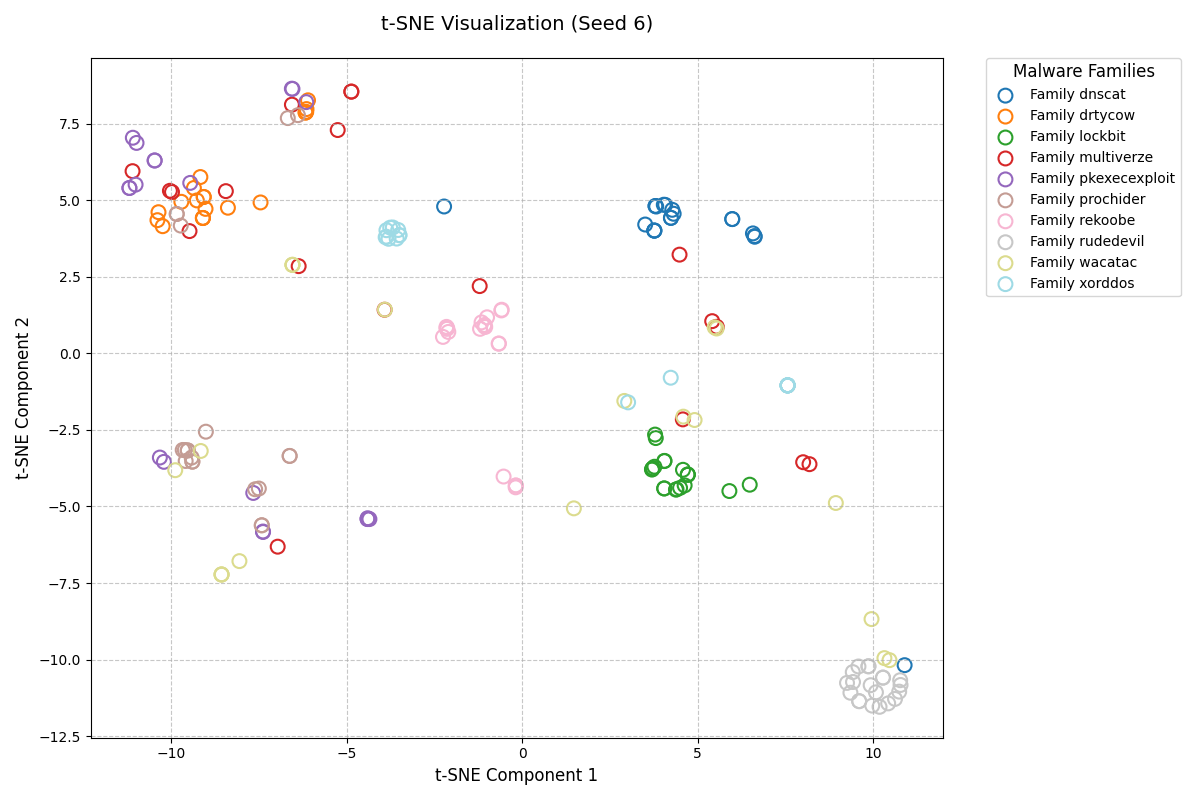 t-SNE Visualization (Seed 6)
Malware Families
Family dnscat
Family drtycow
Family lockbit
Family multiverze
Family pkexecexploit
Family prochider
Family rekoobe
Family rudedevil
Family wacatac
Family xorddos
t-SNE Component 2
7.5
5.0
2.5
0.0
−2.5
−5.0
−7.5
−10.0
−12.5
−10
−5
0
5
10
t-SNE Component 1